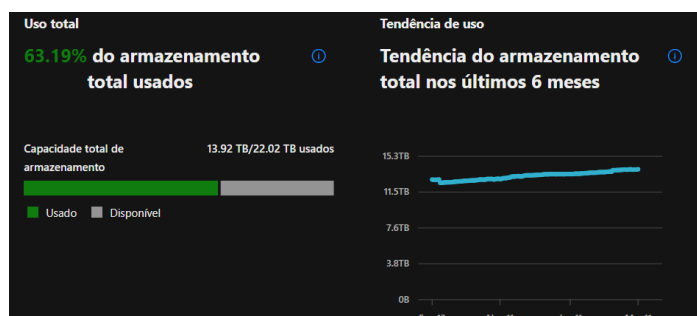 Uso total
63.19% do armazenamento
total usados
Capacidade total de
armazenamento
13.92 TB/22.02 TB usados
Usado
Disponível
Tendência de uso
Tendência do armazenamento
total nos últimos 6 meses
15.3TB
11.5TB
7.6TB
3.8TB
0B